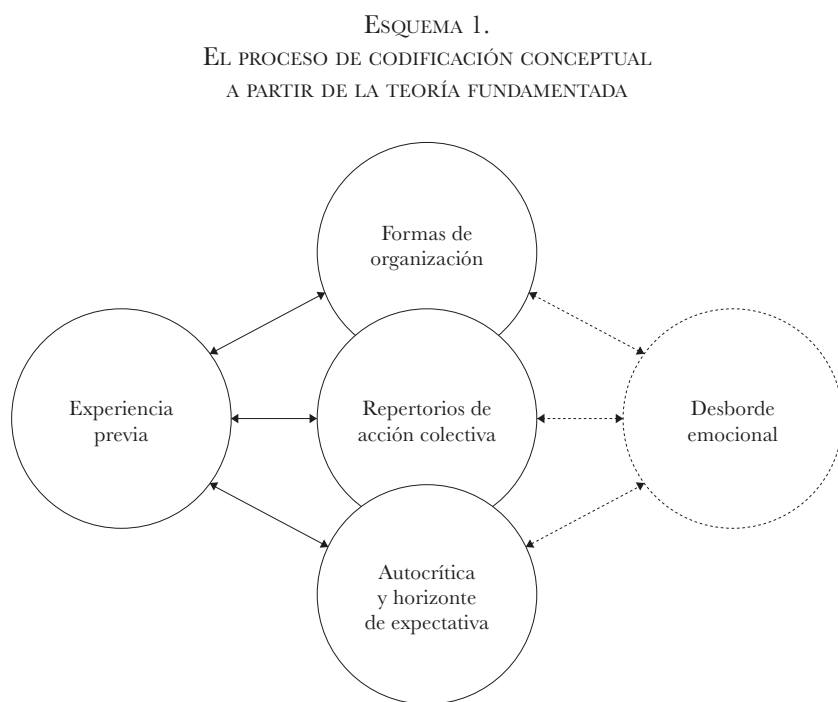 ESQUEMA 1.
EL PROCESO DE CODIFICACIÓN CONCEPTUAL
A PARTIR DE LA TEORÍA FUNDAMENTADA
Formas de
organización
Experiencia
previa
Repertorios de
acción colectiva
Desborde
emocional
Autocrítica
y horizonte
de expectativa